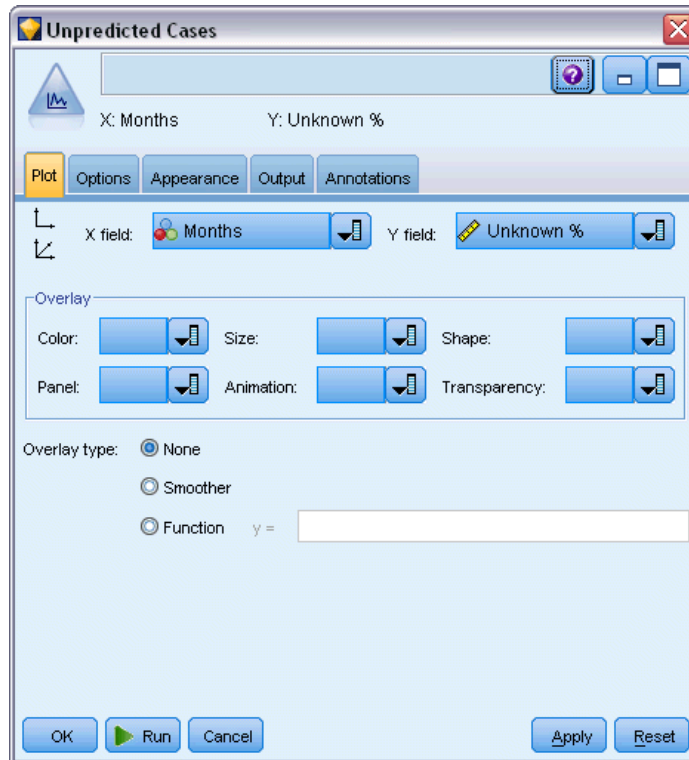 Unpredicted Cases
X: Months Y: Unknown %
Plot Options Appearance Output Annotations
X field: Months Y field: Unknown %
Overlay
Color: Size: Shape:
Panel: Animation: Transparency:
Overlay type: None
Smoother
Function y =
OK Run Cancel Apply Reset